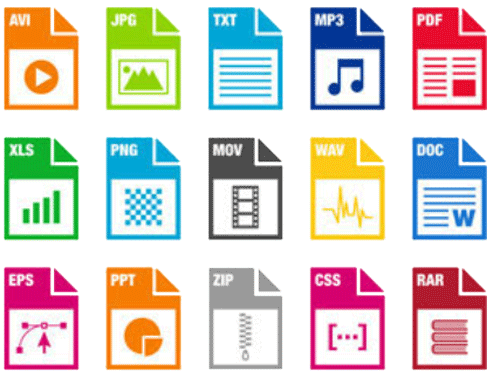 AVI
JPG
TXT
MP3
PDF
XLS
PNG
MOV
WAV
DOC
W
EPS
PPT
ZIP
CSS
[...]
RAR